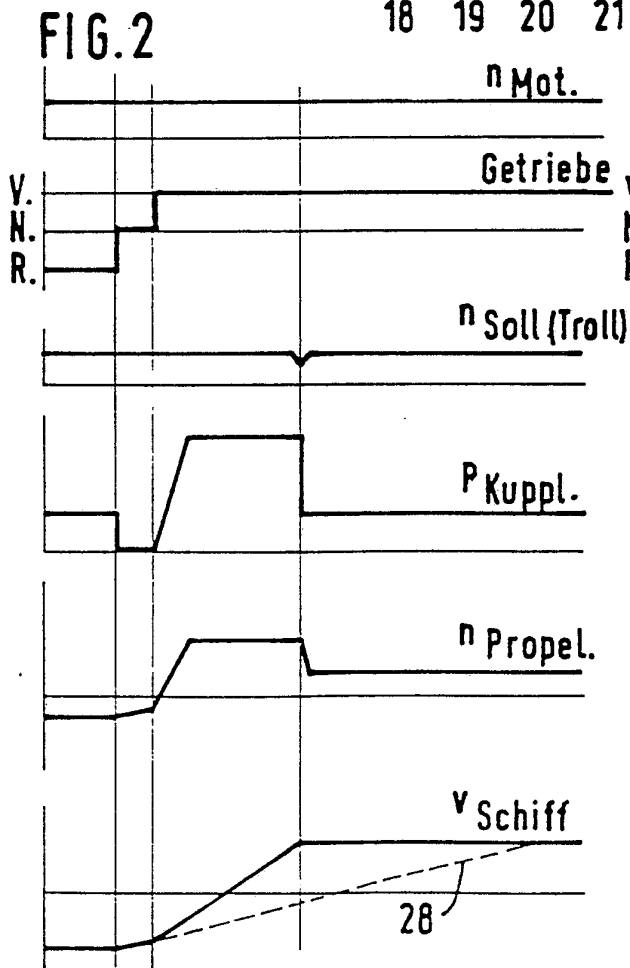 18 19 20 21
FIG.2
n Mot.
Getriebe
V.
N.
R.
n Soll (Troll)
P Kuppl.
n Propel.
v Schiff
28